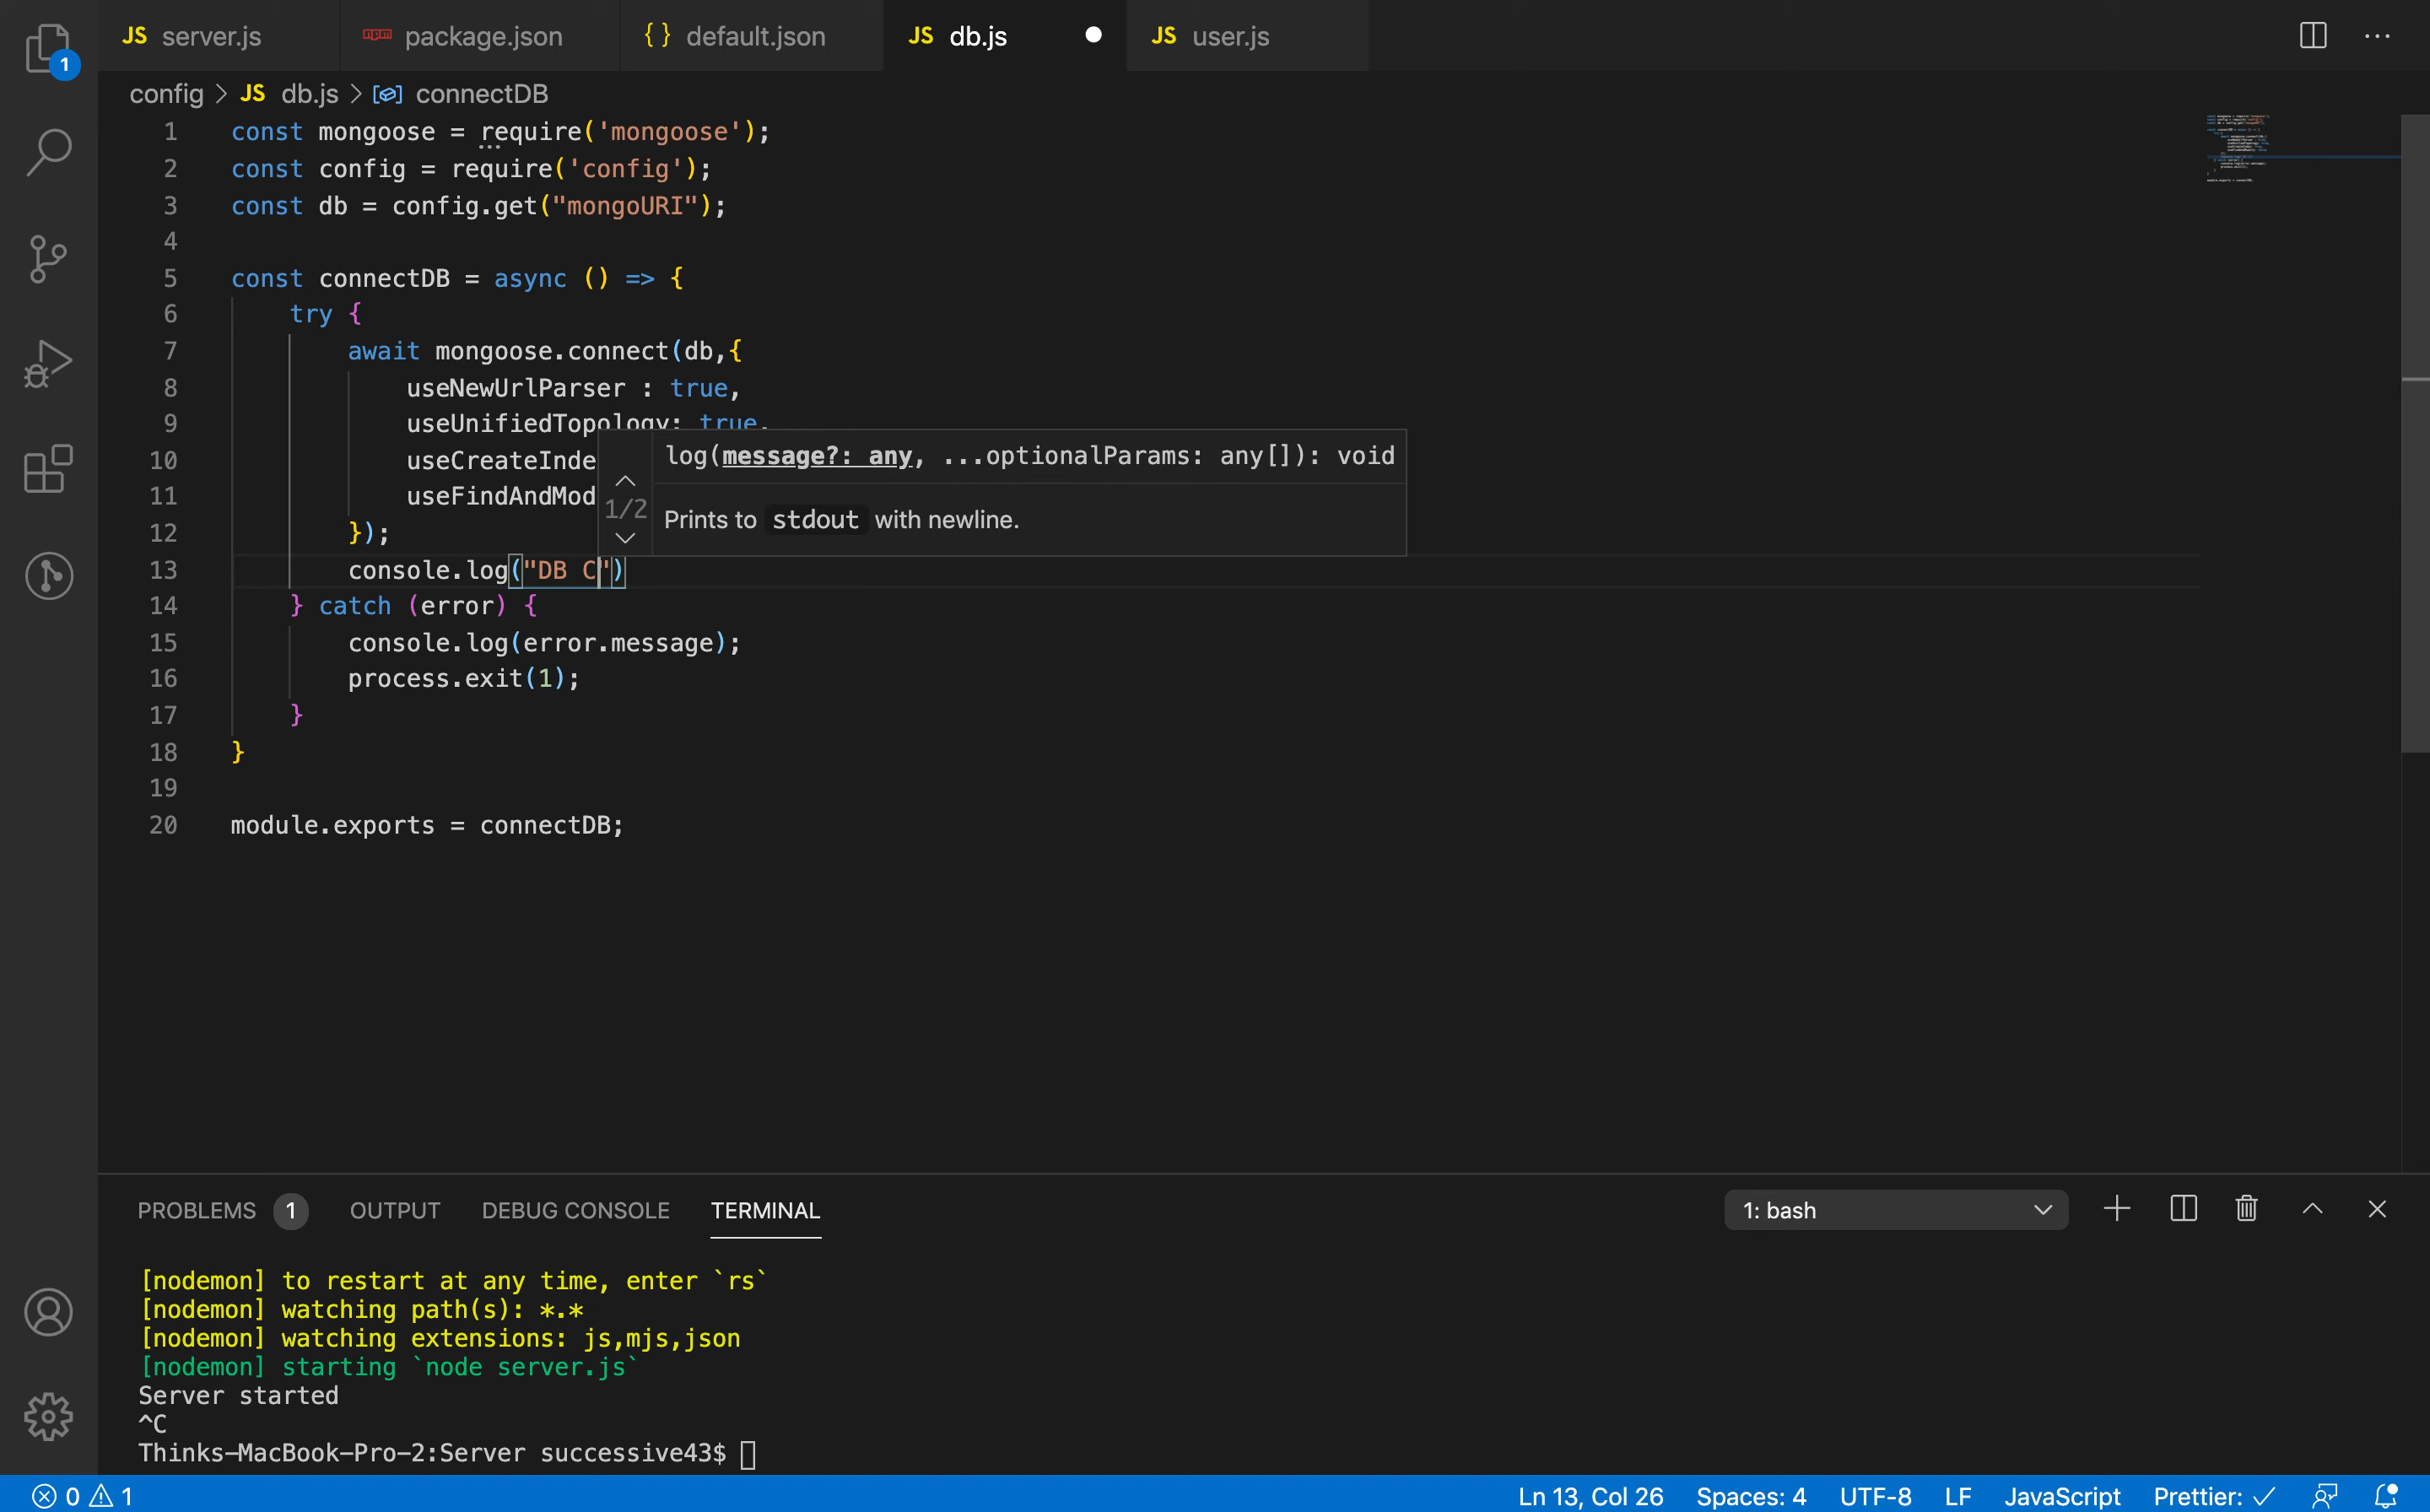 1
JS server.js
package.json
{ } default.json
JS db.js
JS user.js
config > JS db.js > connectDB
1 const mongoose = require('mongoose');
2 const config = require('config');
3 const db = config.get("mongoURI");
4
5 const connectDB = async () => {
6 try {
7 await mongoose.connect(db,{
8 useNewUrlParser : true,
9 useUnifiedTopology: true,
10 useCreateInde
11 useFindAndMod
12 });
13 console.log("DB C")
14 } catch (error) {
15 console.log(error.message);
16 process.exit(1);
17 }
18 }
19
20 module.exports = connectDB;
log(message?: any, ...optionalParams: any[]): void
1/2
Prints to stdout with newline.
PROBLEMS 1 OUTPUT DEBUG CONSOLE TERMINAL
1: bash
[nodemon] to restart at any time, enter `rs`
[nodemon] watching path(s): *.*
[nodemon] watching extensions: js,mjs,json
[nodemon] starting `node server.js`
Server started
^C
Thinks-MacBook-Pro-2:Server successive43$
0 1
Ln 13, Col 26 Spaces: 4 UTF-8 LF JavaScript Prettier: ✓